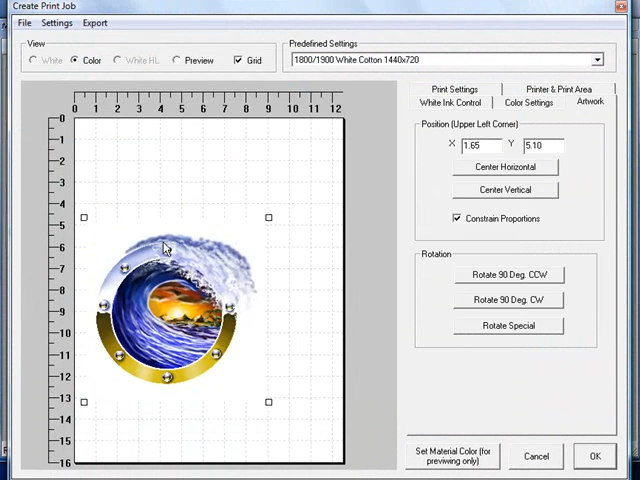 Create Print Job
File Settings Export
View
White Color White HL Preview Grid
Predefined Settings
1800/1900 White Cotton 1440x720
0 1 2 3 4 5 6 7 8 9 10 11 12
0
1
2
3
4
5
6
7
8
9
10
11
12
13
14
15
16
Print Settings Printer & Print Area
White Ink Control Color Settings Artwork
Position (Upper Left Corner)
X 1.65 Y 5.10
Center Horizontal
Center Vertical
Constrain Proportions
Rotation
Rotate 90 Deg. CCW
Rotate 90 Deg. CW
Rotate Special
Set Material Color (for
previewing only)
Cancel
OK